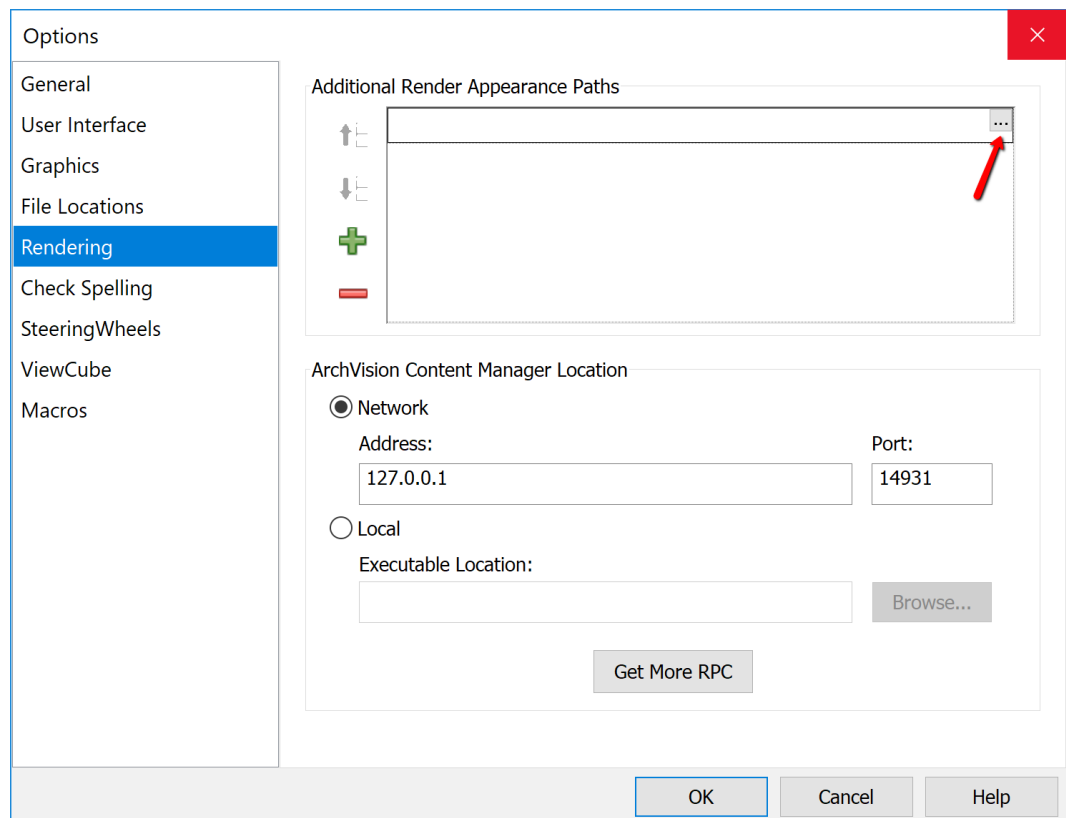 Options
General
User Interface
Graphics
File Locations
Rendering
Check Spelling
SteeringWheels
ViewCube
Macros
Additional Render Appearance Paths
...
ArchVision Content Manager Location
Network
Address:
Port:
127.0.0.1
14931
Local
Executable Location:
Browse...
Get More RPC
OK
Cancel
Help